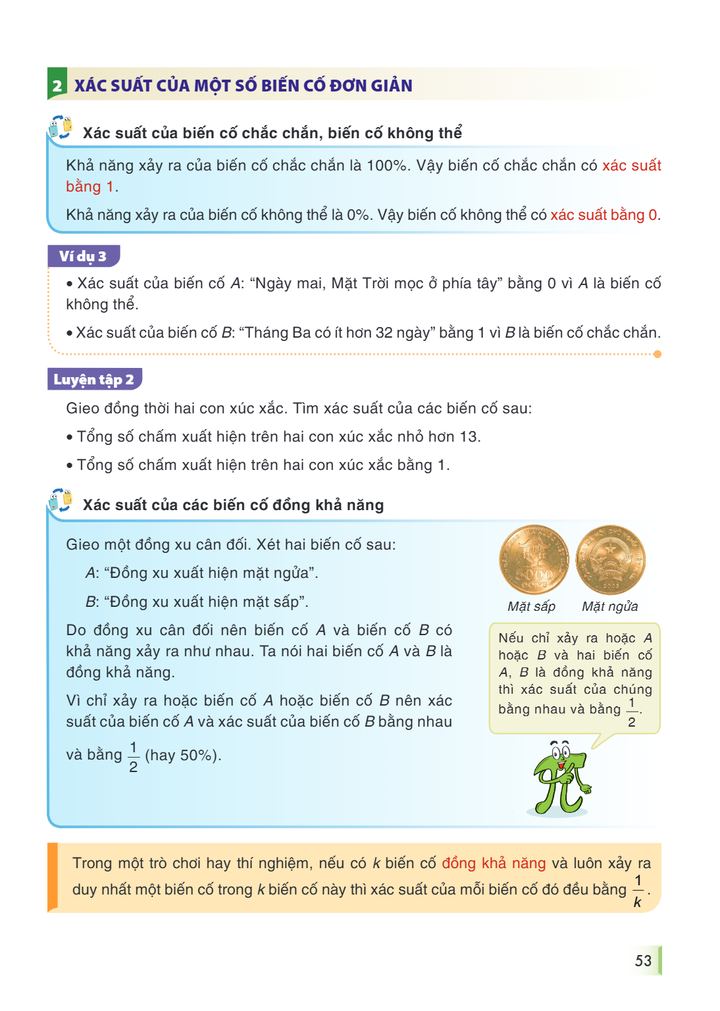 2 XÁC SUẤT CỦA MỘT SỐ BIẾN CỐ ĐƠN GIẢN
Xác suất của biến cố chắc chắn, biến cố không thể
Khả năng xảy ra của biến cố chắc chắn là 100%. Vậy biến cố chắc chắn có xác suất
bằng 1.
Khả năng xảy ra của biến cố không thể là 0%. Vậy biến cố không thể có xác suất bằng 0.
Ví dụ 3
• Xác suất của biến cố A: “Ngày mai, Mặt Trời mọc ở phía tây” bằng 0 vì A là biến cố
không thể.
• Xác suất của biến cố B: “Tháng Ba có ít hơn 32 ngày” bằng 1 vì B là biến cố chắc chắn.
Luyện tập 2
Gieo đồng thời hai con xúc xắc. Tìm xác suất của các biến cố sau:
• Tổng số chấm xuất hiện trên hai con xúc xắc nhỏ hơn 13.
• Tổng số chấm xuất hiện trên hai con xúc xắc bằng 1.
Xác suất của các biến cố đồng khả năng
Gieo một đồng xu cân đối. Xét hai biến cố sau:
A: “Đồng xu xuất hiện mặt ngửa”.
B: “Đồng xu xuất hiện mặt sấp”.
Do đồng xu cân đối nên biến cố A và biến cố B có
khả năng xảy ra như nhau. Ta nói hai biến cố A và B là
đồng khả năng.
Vì chỉ xảy ra hoặc biến cố A hoặc biến cố B nên xác
suất của biến cố A và xác suất của biến cố B bằng nhau
và bằng 1/2 (hay 50%).
Mặt sấp Mặt ngửa
Nếu chỉ xảy ra hoặc A
hoặc B và hai biến cố
A, B là đồng khả năng
thì xác suất của chúng
bằng nhau và bằng 1/2.
Trong một trò chơi hay thí nghiệm, nếu có k biến cố đồng khả năng và luôn xảy ra
duy nhất một biến cố trong k biến cố này thì xác suất của mỗi biến cố đó đều bằng 1/k.
53